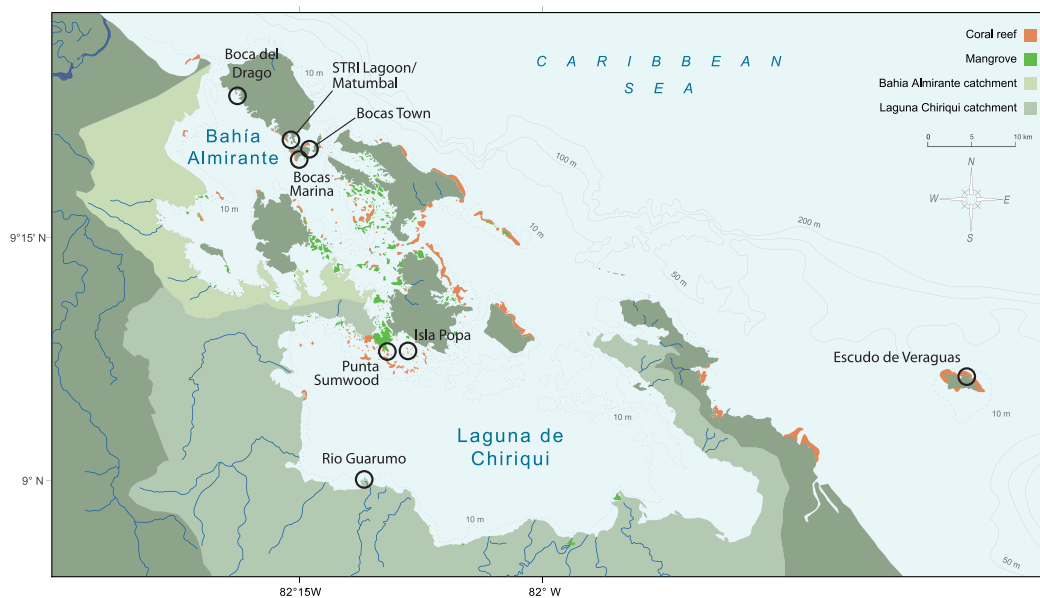 Boca del
Drago
10 m
STRI Lagoon/
Matumbal
Bocas Town
Bahía
Almirante
Bocas
Marina
10 m
C A R I B B E A N
S E A
Coral reef
Mangrove
Bahia Almirante catchment
Laguna Chiriqui catchment
0 5 10 km
N
W E
S
100 m
200 m
10 m
50 m
9°15′ N
Isla Popa
Punta
Sumwood
Escudo de Veraguas
10 m
10 m
Laguna de
Chiriqui
Rio Guarumo
9° N
10 m
50 m
82°15W
82° W